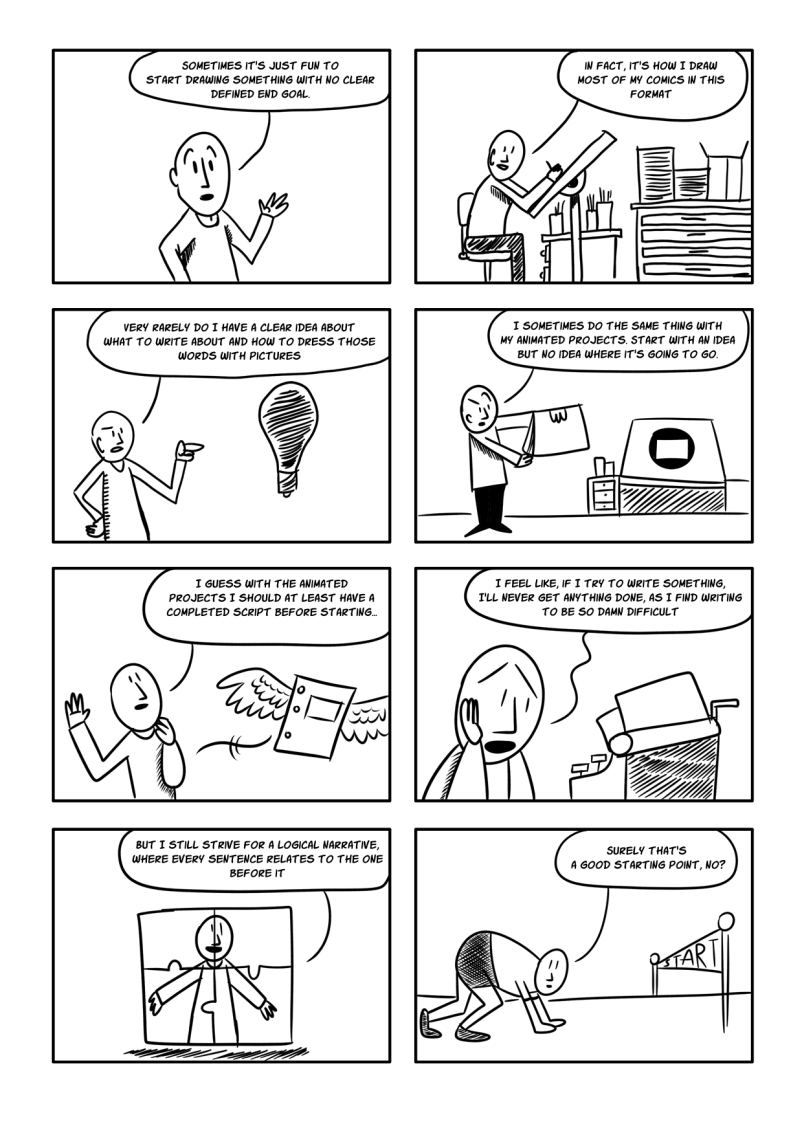 SOMETIMES IT'S JUST FUN TO
START DRAWING SOMETHING WITH NO CLEAR
DEFINED END GOAL.
IN FACT, IT'S HOW I DRAW
MOST OF MY COMICS IN THIS
FORMAT
VERY RARELY DO I HAVE A CLEAR IDEA ABOUT
WHAT TO WRITE ABOUT AND HOW TO DRESS THOSE
WORDS WITH PICTURES
I SOMETIMES DO THE SAME THING WITH
MY ANIMATED PROJECTS. START WITH AN IDEA
BUT NO IDEA WHERE IT'S GOING TO GO.
I GUESS WITH THE ANIMATED
PROJECTS I SHOULD AT LEAST HAVE A
COMPLETED SCRIPT BEFORE STARTING...
I FEEL LIKE, IF I TRY TO WRITE SOMETHING,
I'LL NEVER GET ANYTHING DONE, AS I FIND WRITING
TO BE SO DAMN DIFFICULT
BUT I STILL STRIVE FOR A LOGICAL NARRATIVE,
WHERE EVERY SENTENCE RELATES TO THE ONE
BEFORE IT
SURELY THAT'S
A GOOD STARTING POINT, NO?
START